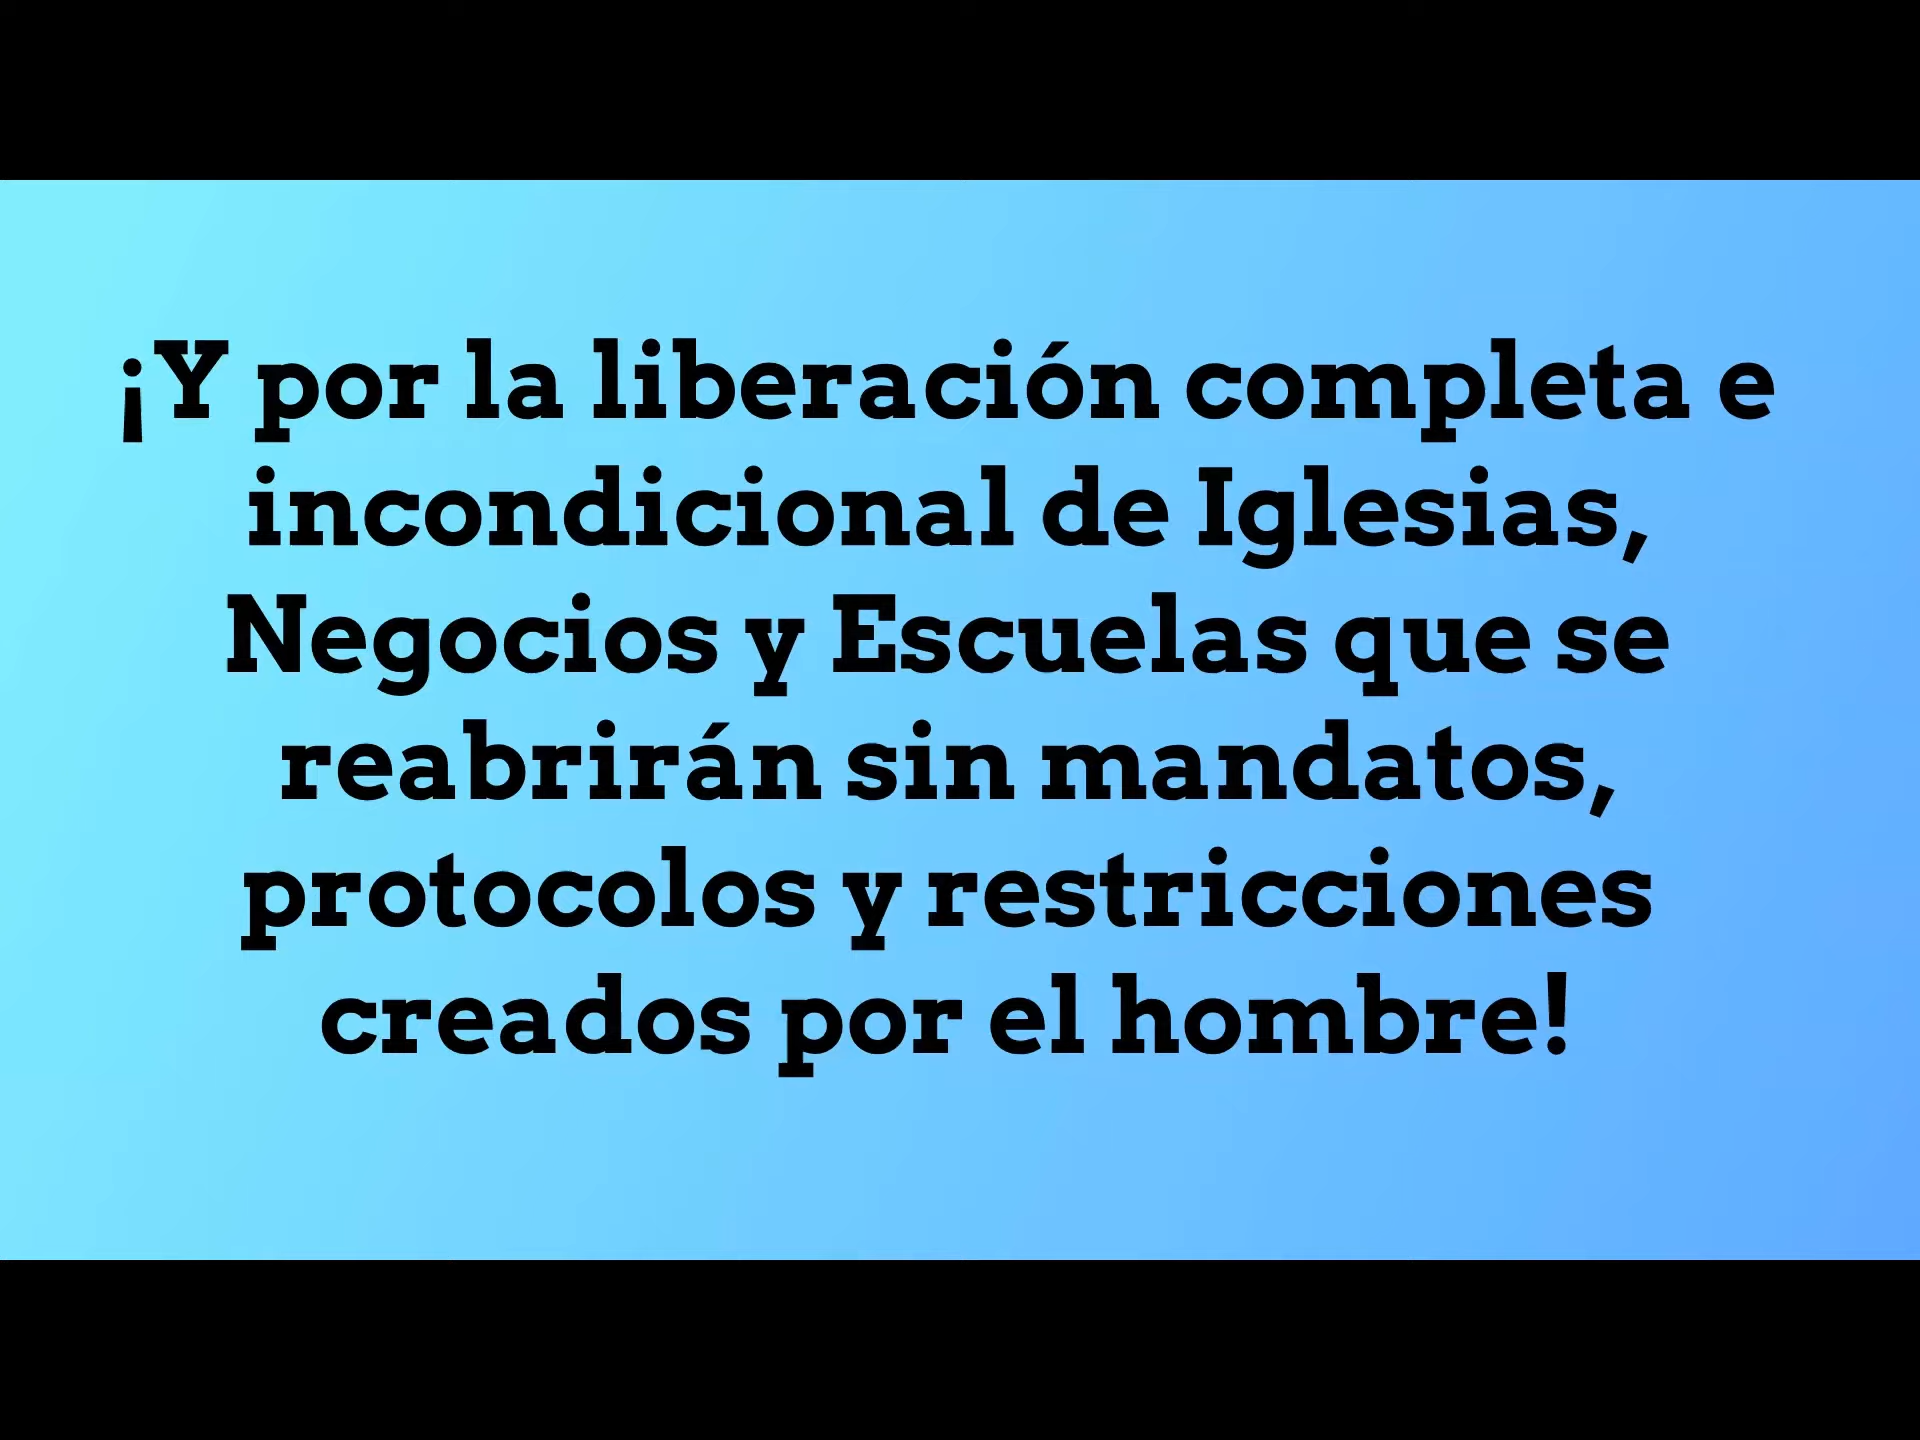 ¡Y por la liberación completa e
incondicional de Iglesias,
Negocios y Escuelas que se
reabrirán sin mandatos,
protocolos y restricciones
creados por el hombre!